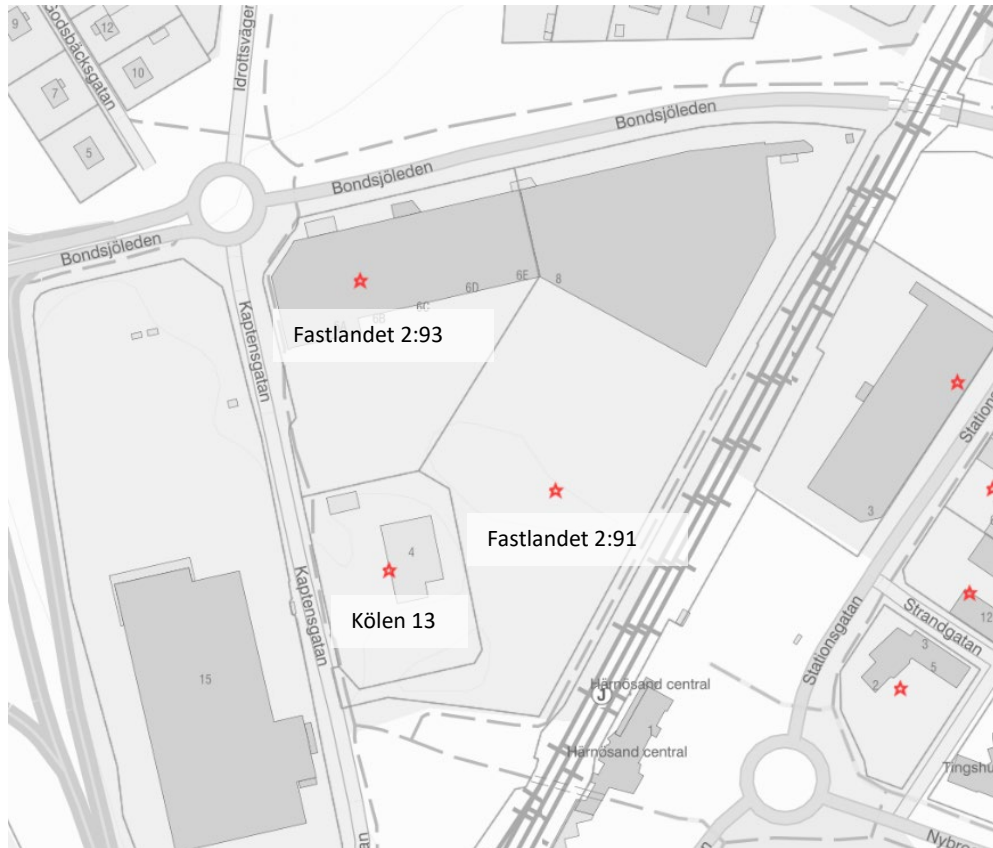 9
12
1
Godsbäcksgatan
10
7
5
Idrottsvägen
Bondsjöleden
Bondsjöleden
Bondsjöleden
6E
8
6D
6C
Kaptensgatan
Fastlandet 2:93
Stations
3
Fastlandet 2:91
4
Kölen 13
Kaptensgatan
12
Strandgatan
3
5
2
Stationsgatan
15
Härnösand central
J
1
Härnösand central
Tingshu
Nybro